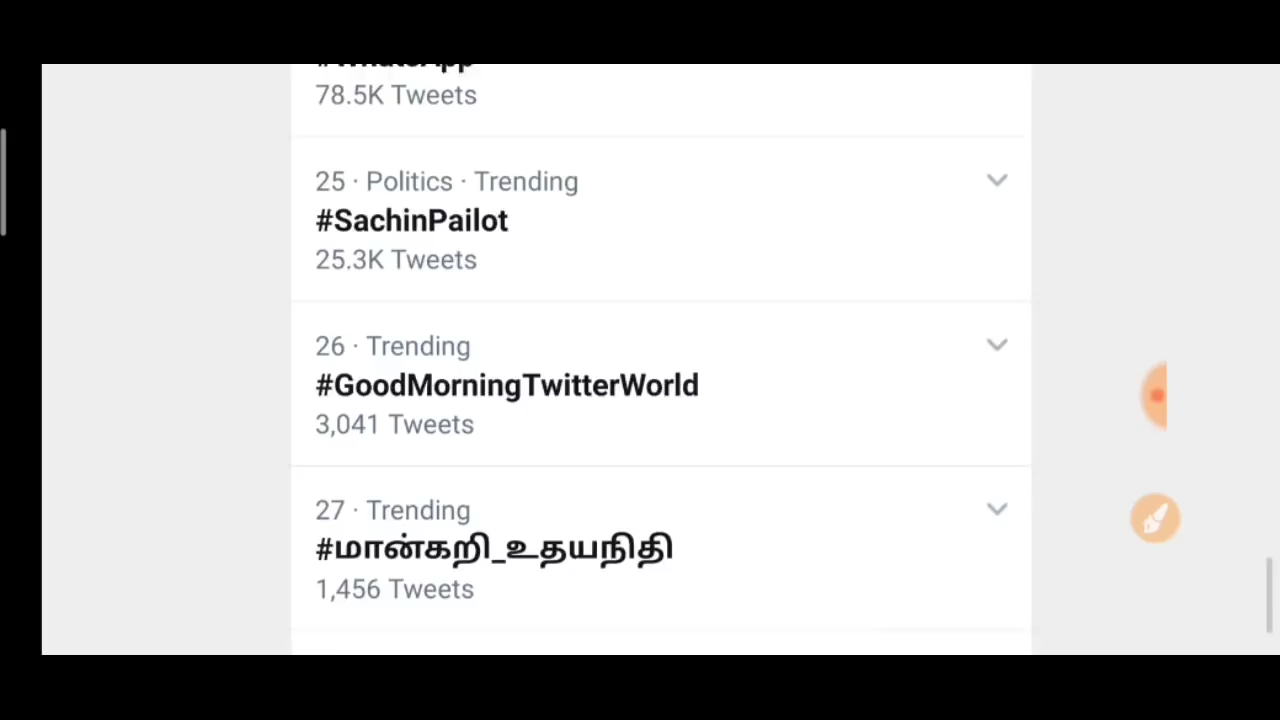 #WhatsApp
78.5K Tweets
25 · Politics · Trending
#SachinPailot
25.3K Tweets
26 · Trending
#GoodMorningTwitterWorld
3,041 Tweets
27 · Trending
#மான்கறி_உதயநிதி
1,456 Tweets